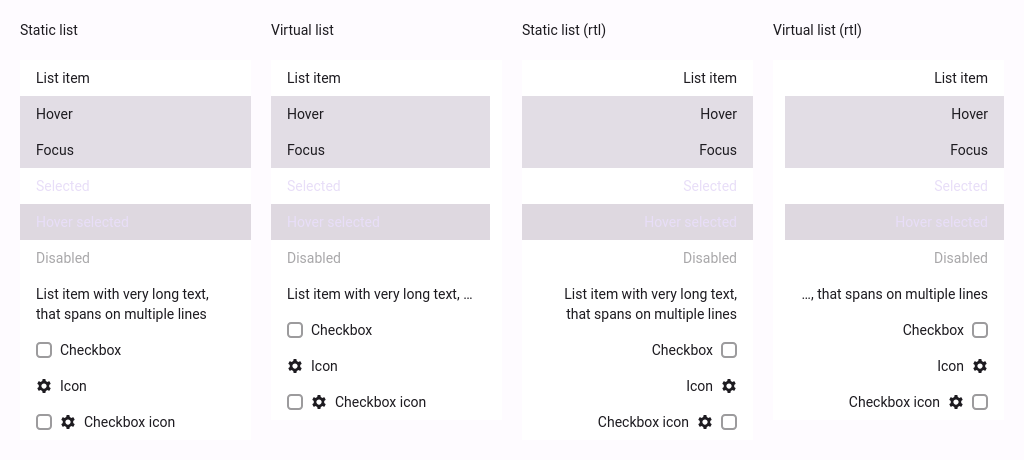 Static list
List item
Hover
Focus
Selected
Hover selected
Disabled
List item with very long text,
that spans on multiple lines
Checkbox
Icon
Checkbox icon
Virtual list
List item
Hover
Focus
Selected
Hover selected
Disabled
List item with very long text, ...
Checkbox
Icon
Checkbox icon
Static list (rtl)
List item
Hover
Focus
Selected
Hover selected
Disabled
List item with very long text,
that spans on multiple lines
Checkbox
Icon
Checkbox icon
Virtual list (rtl)
List item
Hover
Focus
Selected
Hover selected
Disabled
..., that spans on multiple lines
Checkbox
Icon
Checkbox icon